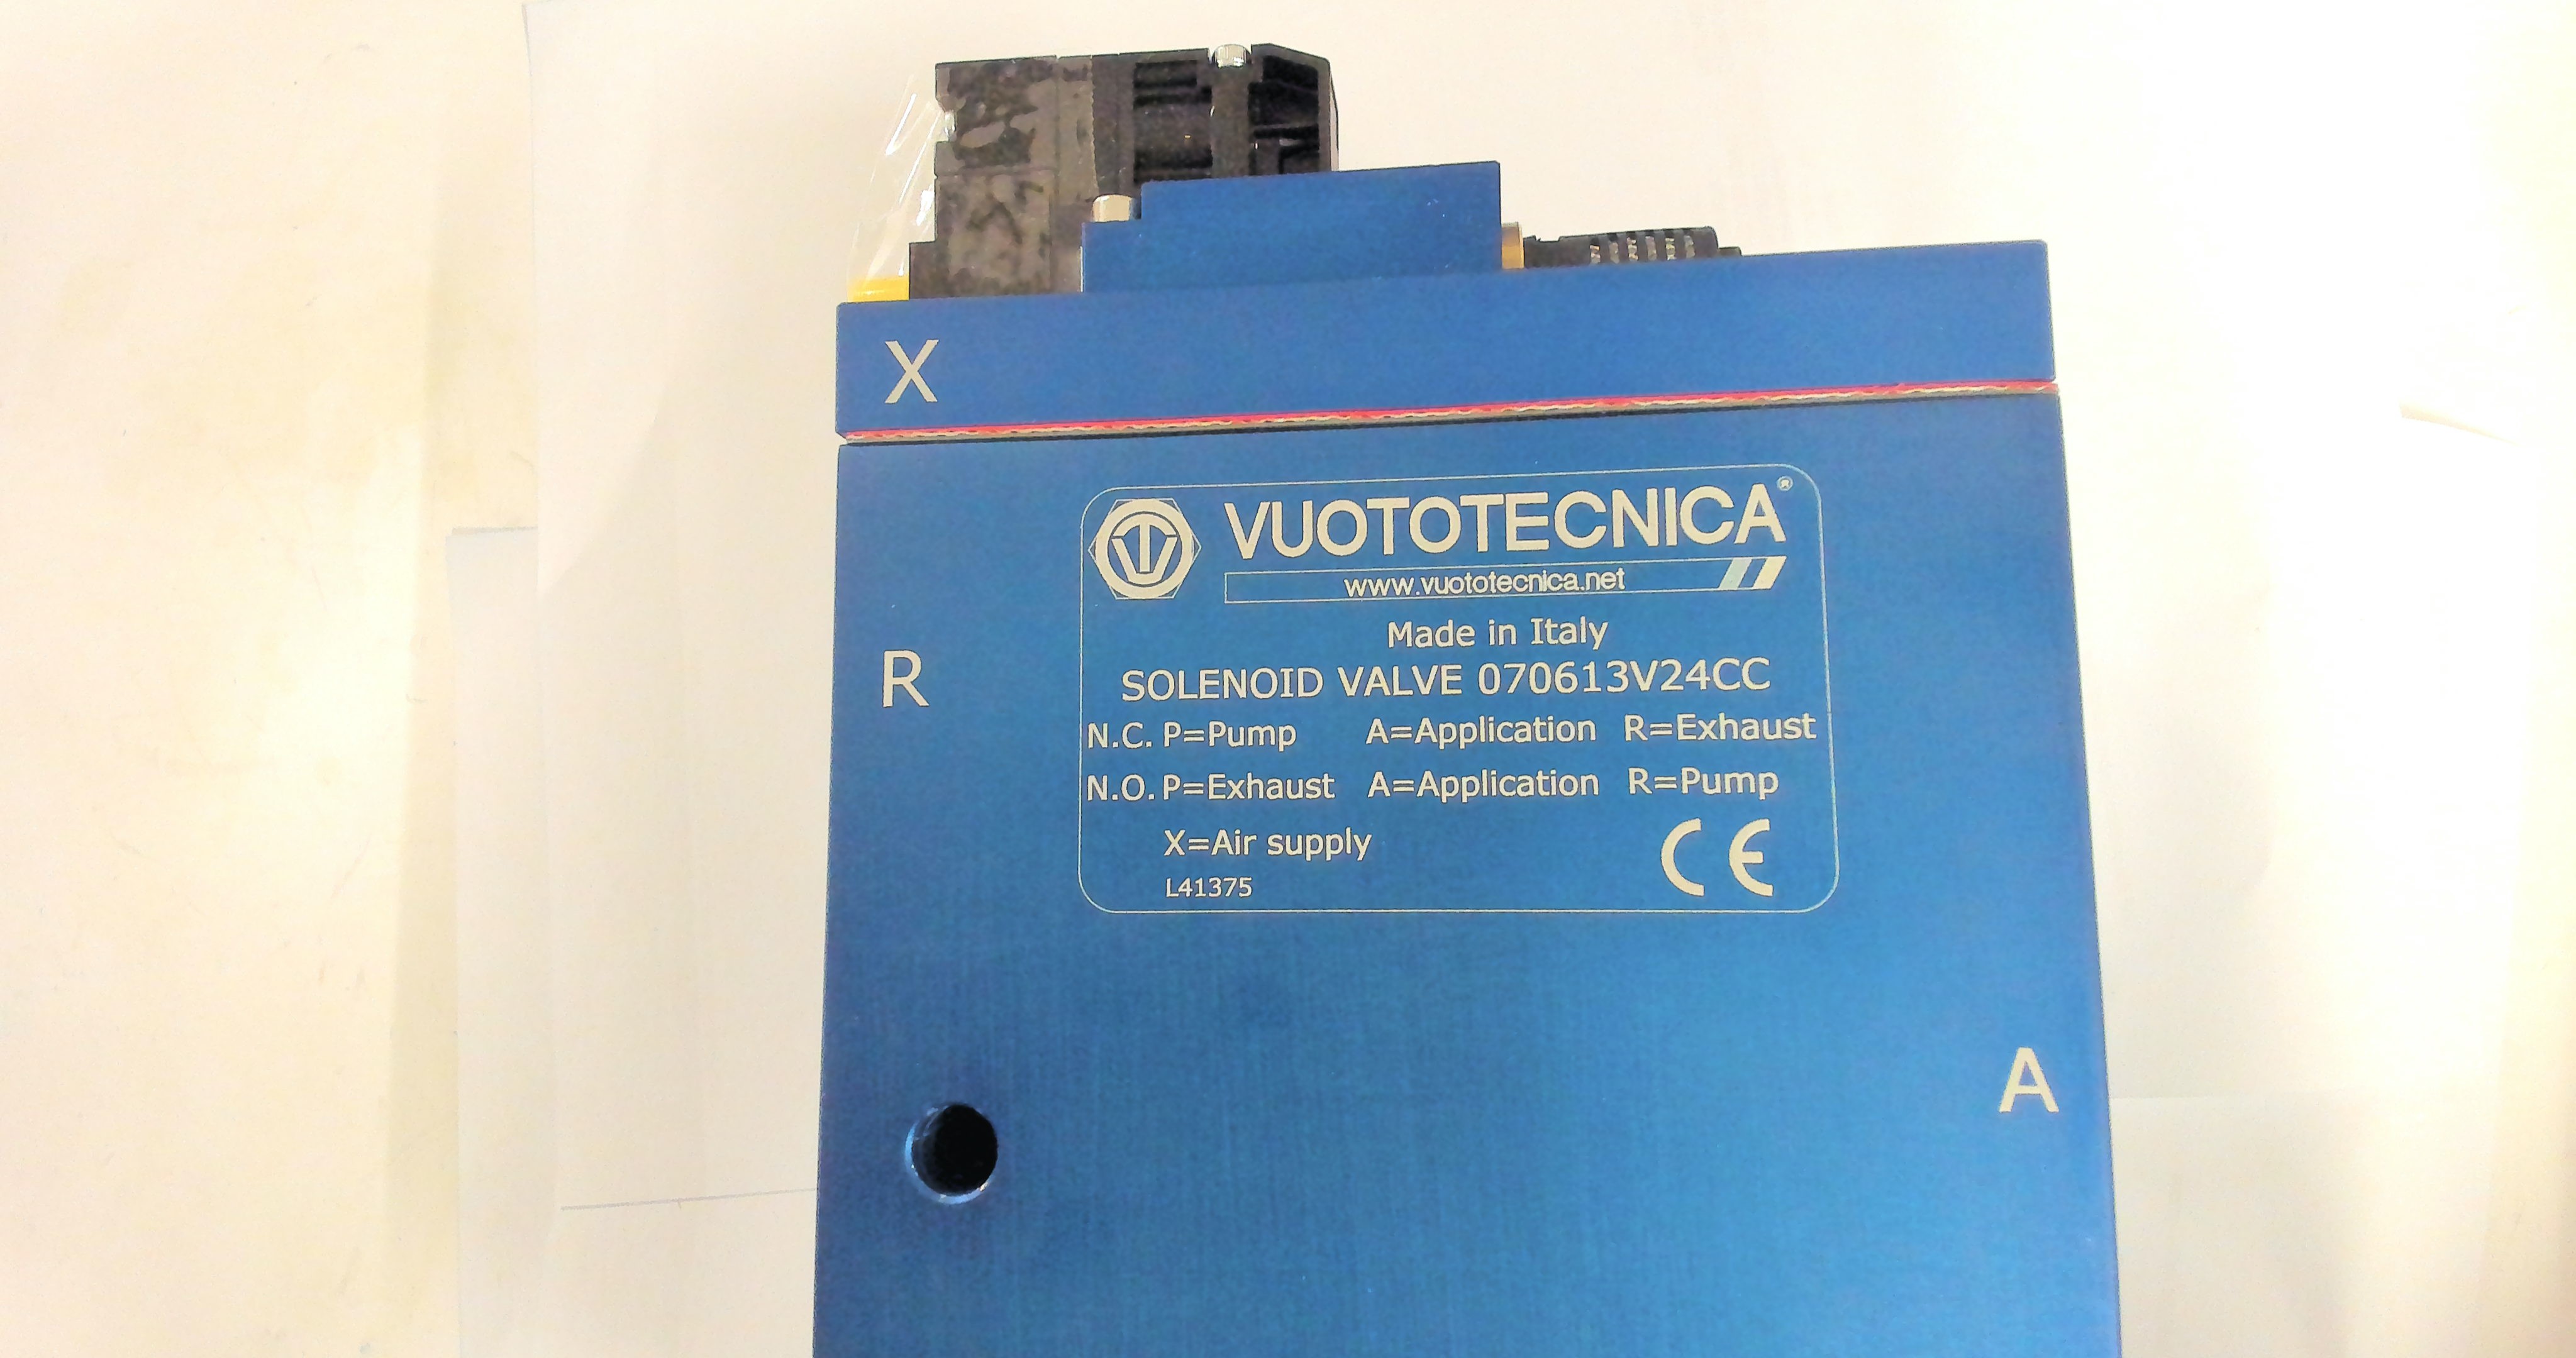 X
VUOTOTECNICA®
www.vuototecnica.net
Made in Italy
R
SOLENOID VALVE 070613V24CC
N.C. P=Pump A=Application R=Exhaust
N.O. P=Exhaust A=Application R=Pump
X=Air supply
CE
L41375
A